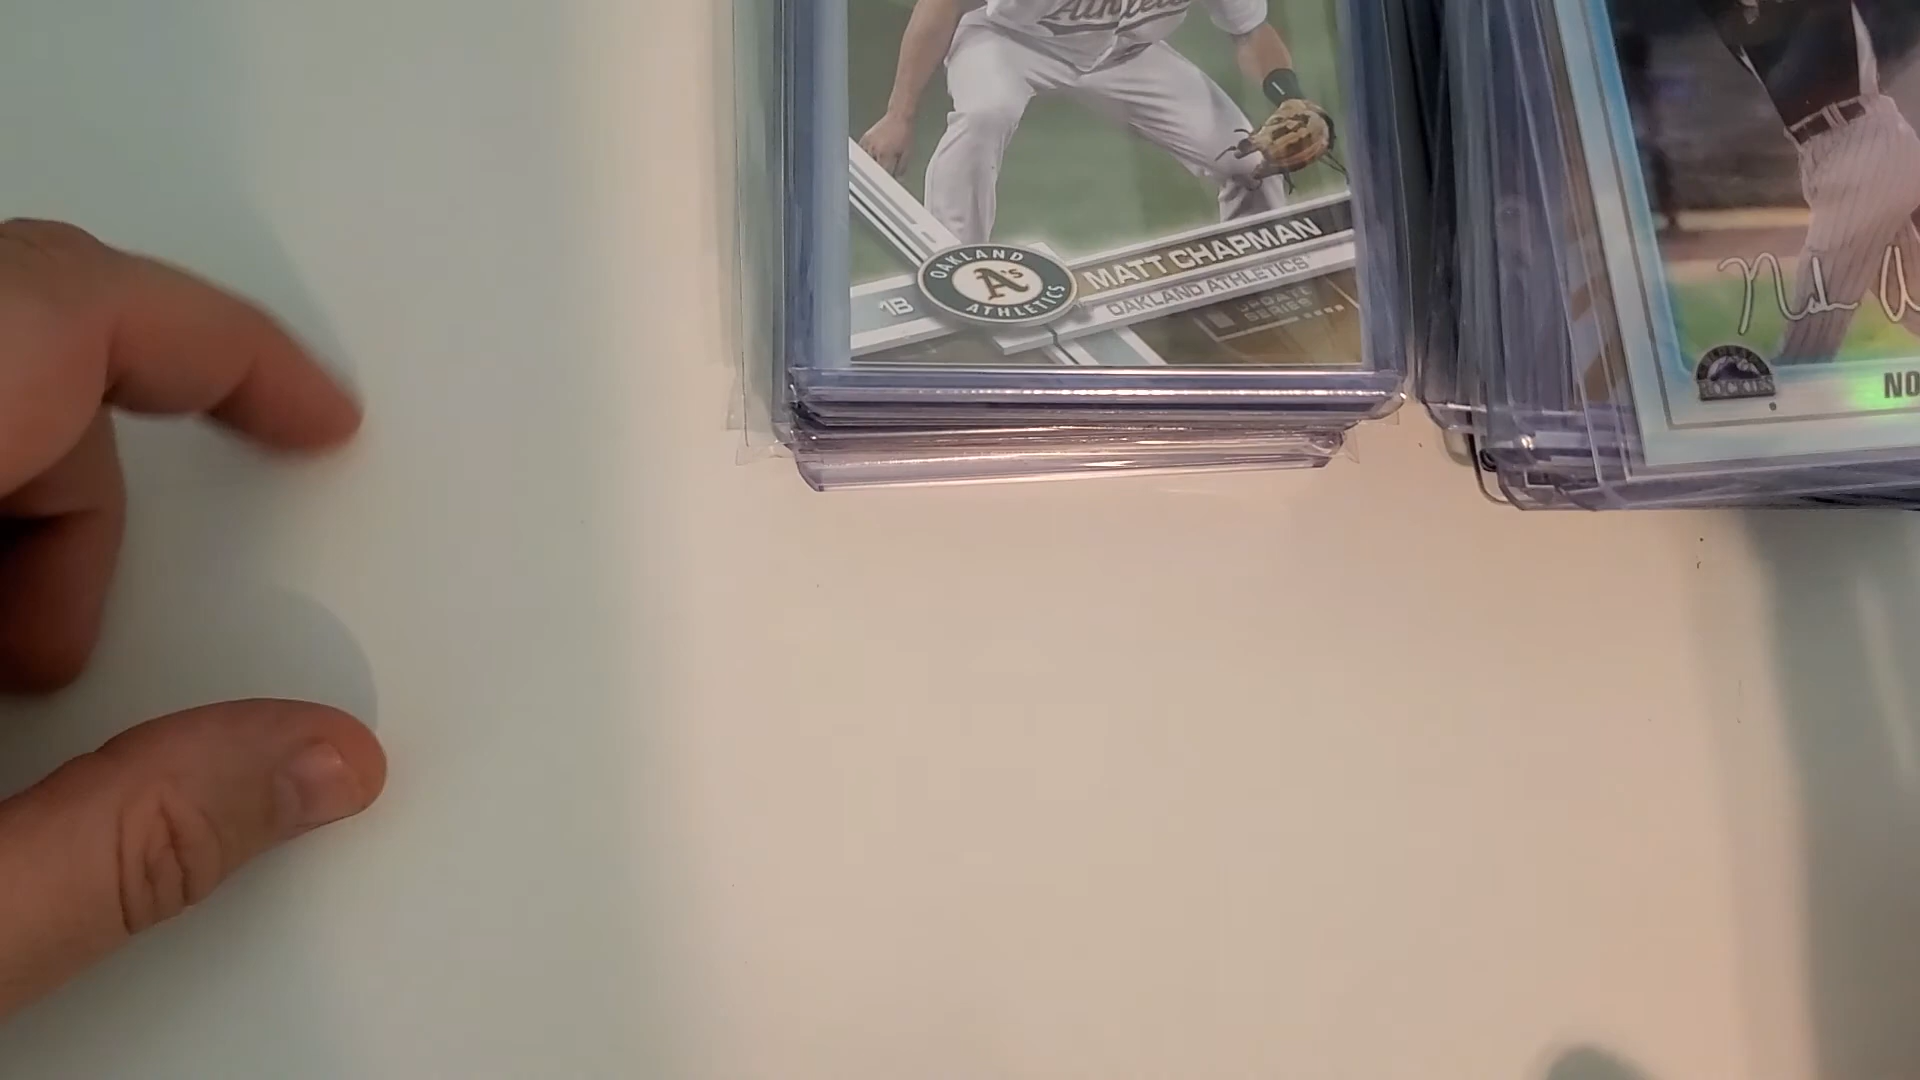 Athletics
MATT CHAPMAN
OAKLAND ATHLETICS
1B
OAKLAND
A's
ATHLETICS
UPDATE
SERIES
ROCKIES
NO